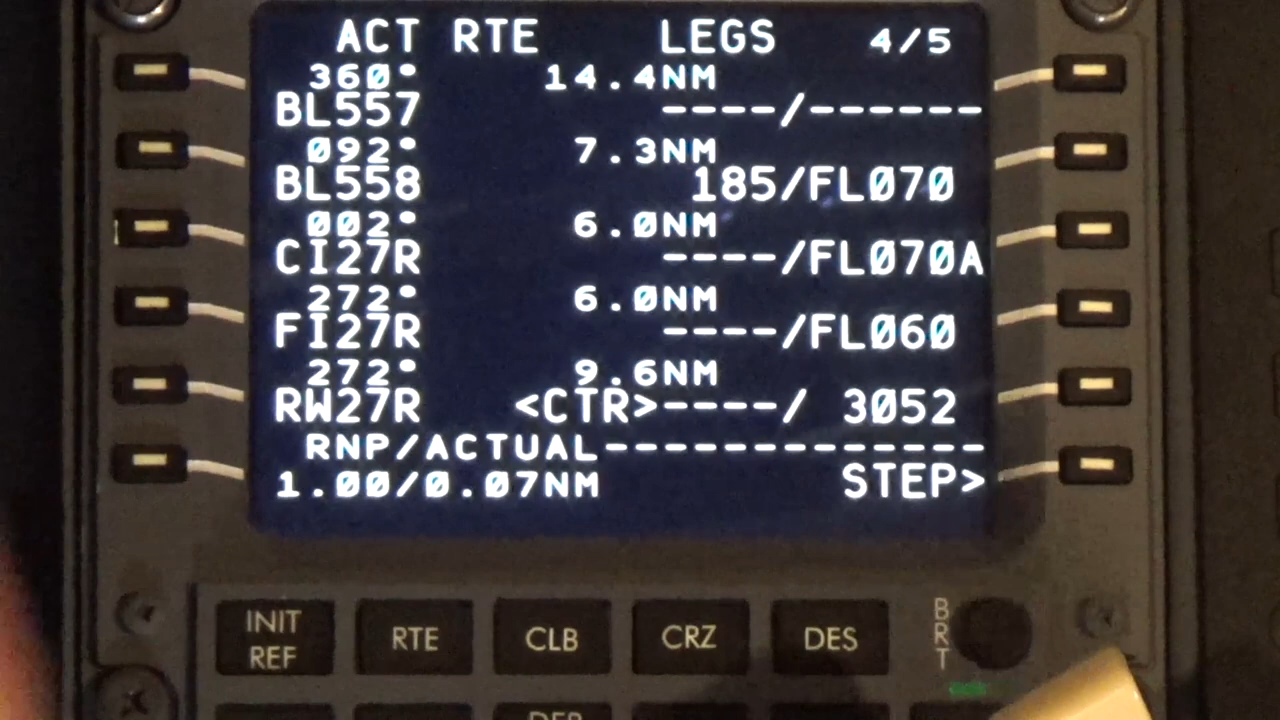 ACT RTE LEGS 4/5
360° 14.4NM
BL557 ----/------
092° 7.3NM
BL558 185/FL070
002° 6.0NM
CI27R ----/FL070A
272° 6.0NM
FI27R ----/FL060
272° 9.6NM
RW27R <CTR>----/ 3052
RNP/ACTUAL-------------
1.00/0.07NM STEP>
INIT REF
RTE
CLB
CRZ
DES
BRT